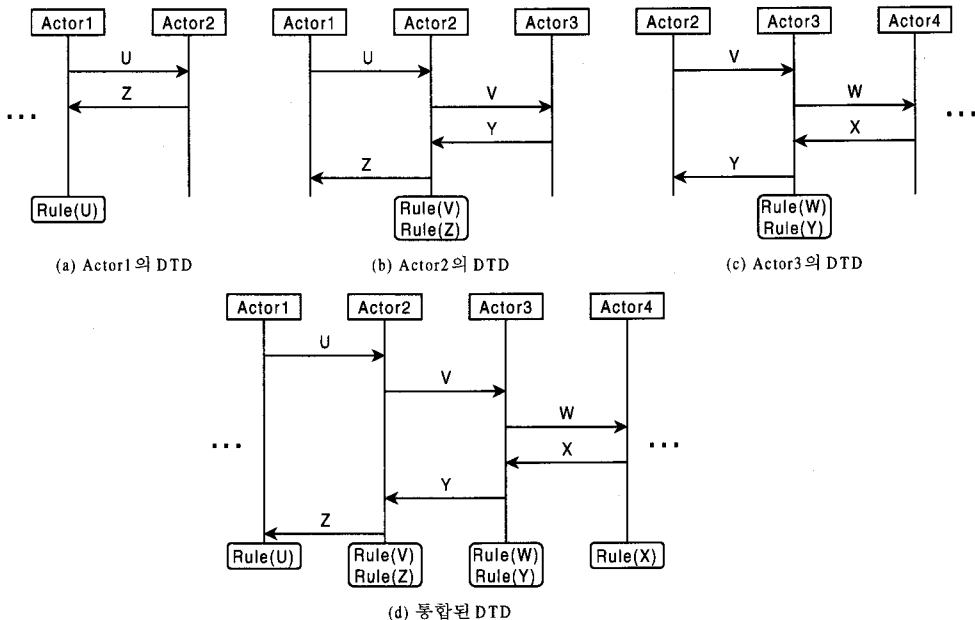 Actor1 Actor2
U
Z
...
Rule(U)
(a) Actor1의 DTD
Actor1 Actor2 Actor3
U
V
Y
Z
Rule(V)
Rule(Z)
(b) Actor2의 DTD
Actor2 Actor3 Actor4
V
W
X
...
Y
Rule(W)
Rule(Y)
(c) Actor3의 DTD
Actor1 Actor2 Actor3 Actor4
U
V
W
... ...
X
Y
Z
Rule(U) Rule(V) Rule(W) Rule(X)
Rule(Z) Rule(Y)
(d) 통합된 DTD